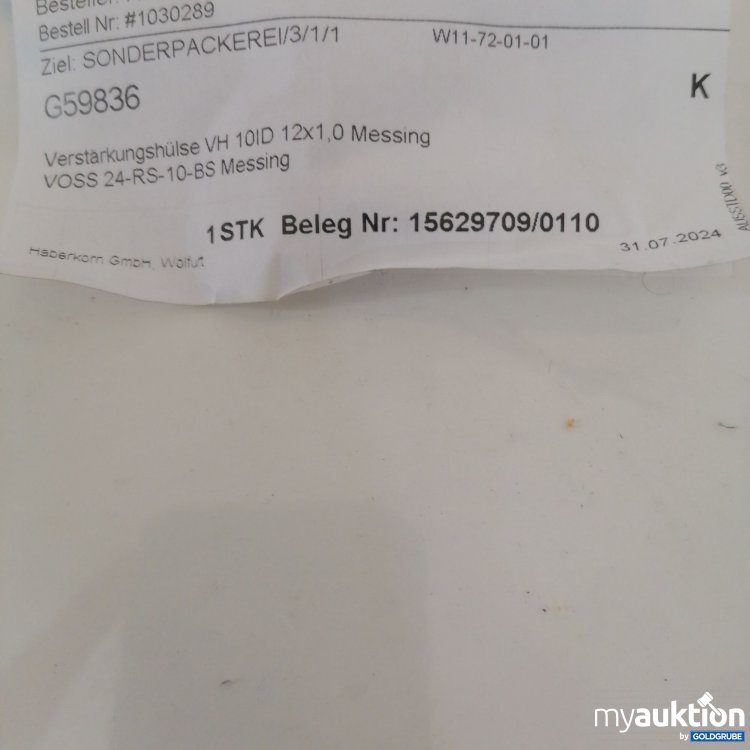 Besteller:
Bestell Nr: #1030289
Ziel: SONDERPACKEREI/3/1/1 W11-72-01-01
G59836 K
Verstärkungshülse VH 10ID 12x1,0 Messing
VOSS 24-RS-10-BS Messing
1STK Beleg Nr: 15629709/0110
Haberkorn GmbH, Wolfurt 31.07.2024
myauktion
by GOLDGRUBE